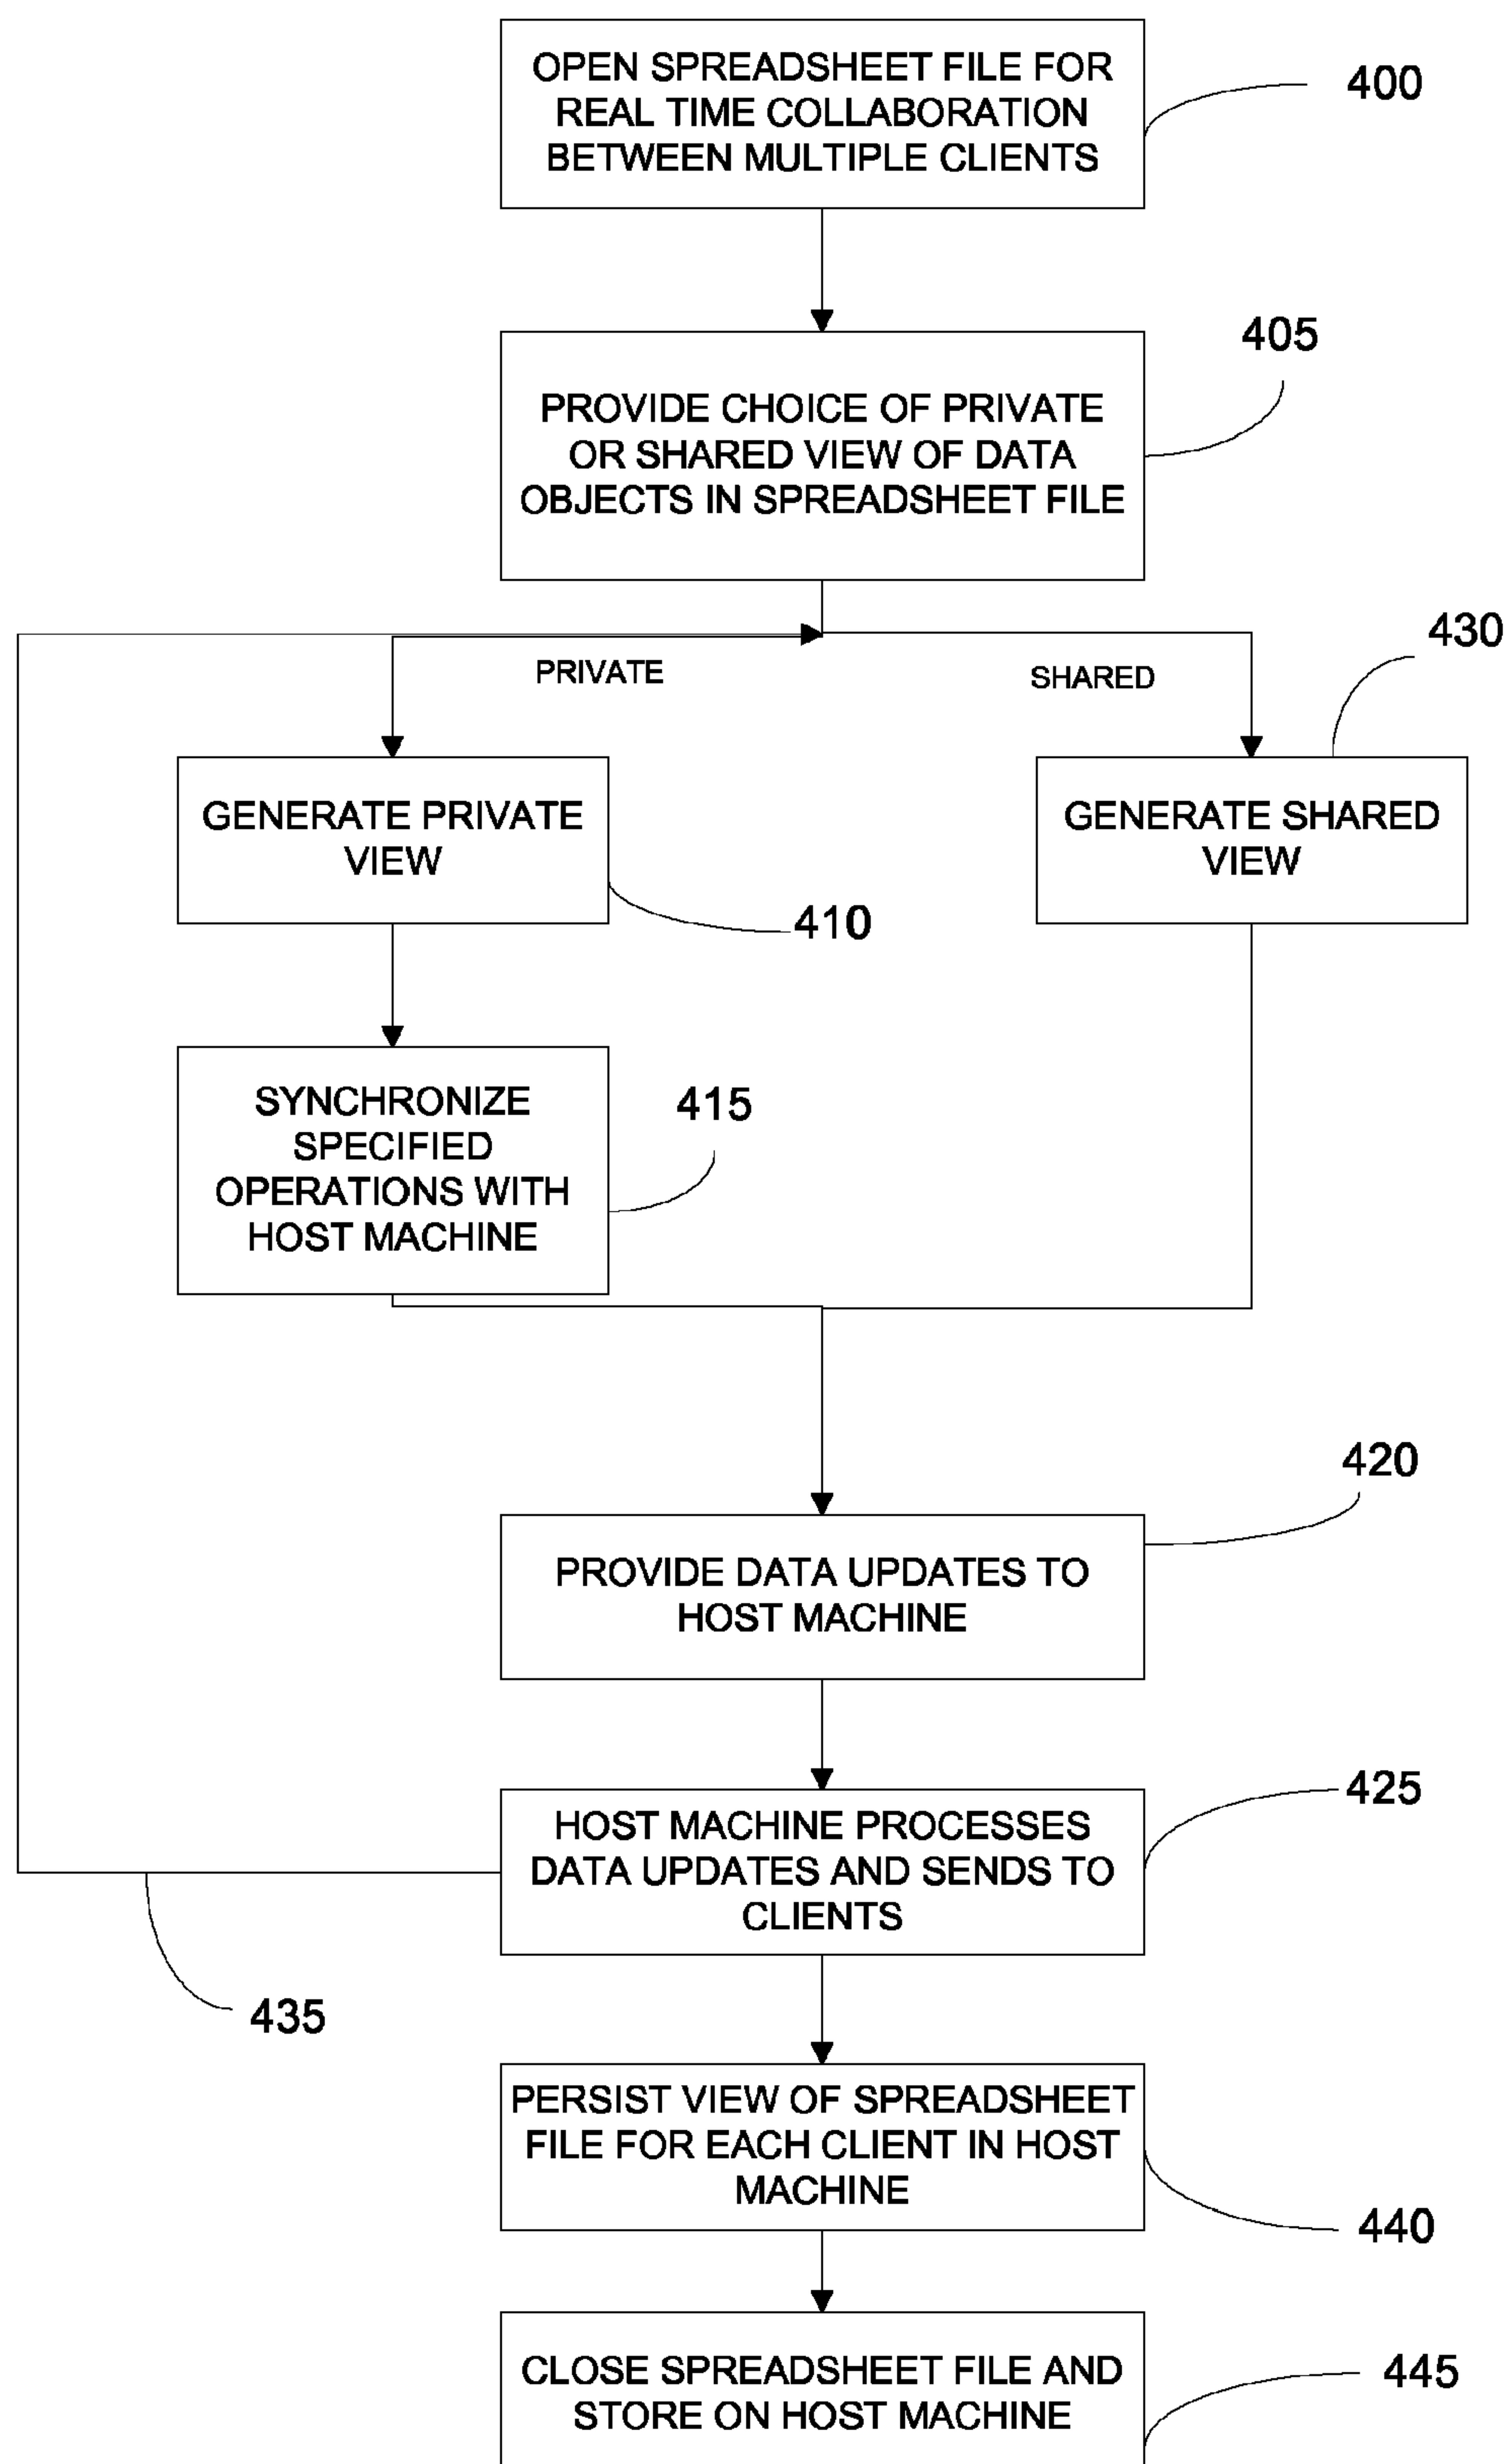 OPEN SPREADSHEET FILE FOR
REAL TIME COLLABORATION
BETWEEN MULTIPLE CLIENTS
400
405
PROVIDE CHOICE OF PRIVATE
OR SHARED VIEW OF DATA
OBJECTS IN SPREADSHEET FILE
430
PRIVATE
SHARED
GENERATE PRIVATE
VIEW
410
GENERATE SHARED
VIEW
SYNCHRONIZE
SPECIFIED
OPERATIONS WITH
HOST MACHINE
415
420
PROVIDE DATA UPDATES TO
HOST MACHINE
425
HOST MACHINE PROCESSES
DATA UPDATES AND SENDS TO
CLIENTS
435
PERSIST VIEW OF SPREADSHEET
FILE FOR EACH CLIENT IN HOST
MACHINE
440
CLOSE SPREADSHEET FILE AND
STORE ON HOST MACHINE
445